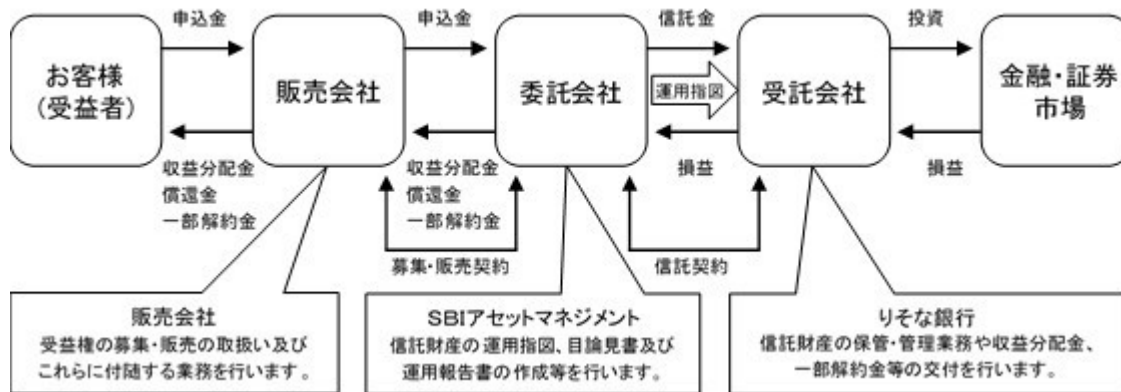 申込金
申込金
信託金
投資
お客様
(受益者)
販売会社
委託会社
運用指図
受託会社
金融・証券
市場
収益分配金
償還金
一部解約金
収益分配金
償還金
一部解約金
損益
損益
募集・販売契約
信託契約
販売会社
受益権の募集・販売の取扱い及び
これらに付随する業務を行います。
SBIアセットマネジメント
信託財産の運用指図、目論見書及び
運用報告書の作成等を行います。
りそな銀行
信託財産の保管・管理業務や収益分配金、
一部解約金等の交付を行います。